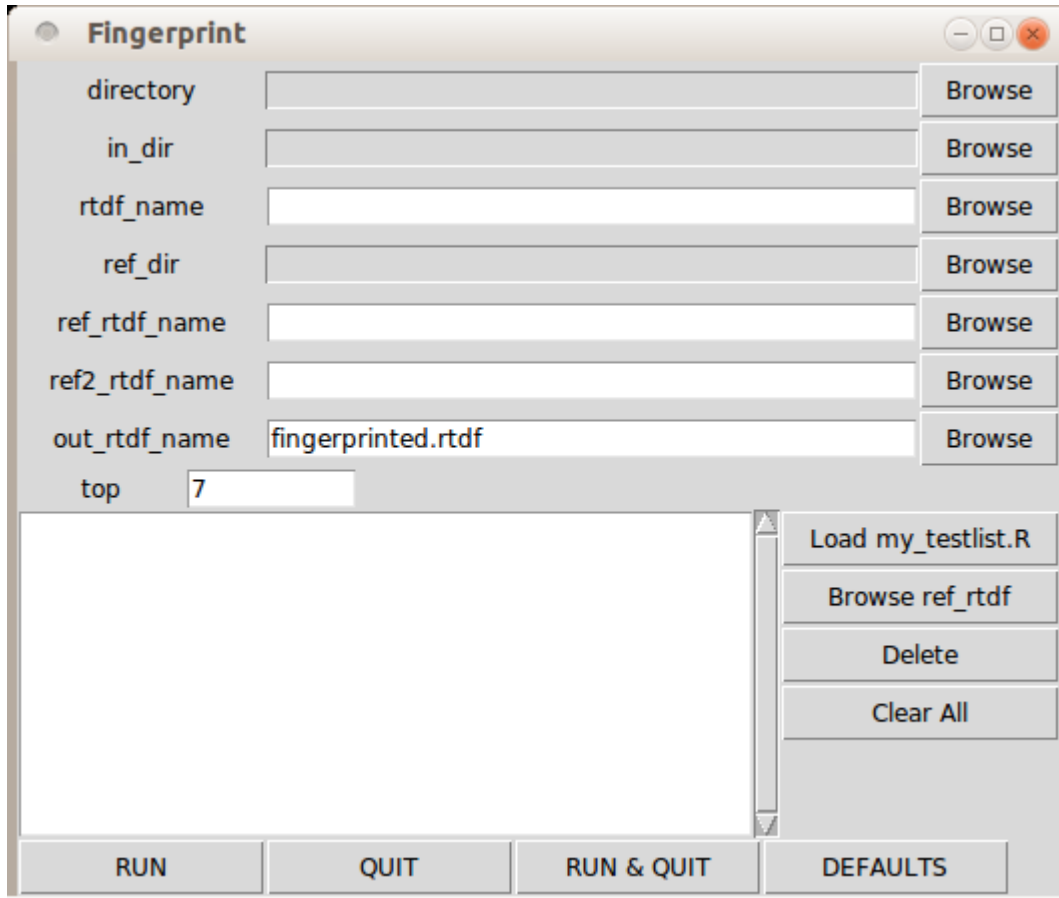 Fingerprint
directory Browse
in_dir Browse
rtdf_name Browse
ref_dir Browse
ref_rtdf_name Browse
ref2_rtdf_name Browse
out_rtdf_name fingerprinted.rtdf Browse
top 7
Load my_testlist.R
Browse ref_rtdf
Delete
Clear All
RUN QUIT RUN & QUIT DEFAULTS